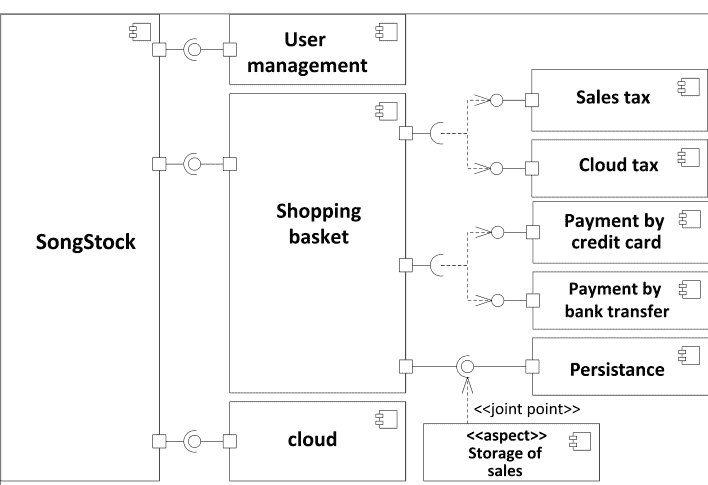 User
management
Sales tax
Cloud tax
Shopping
basket
SongStock
Payment by
credit card
Payment by
bank transfer
Persistance
<<joint point>>
cloud
<<aspect>>
Storage of
sales